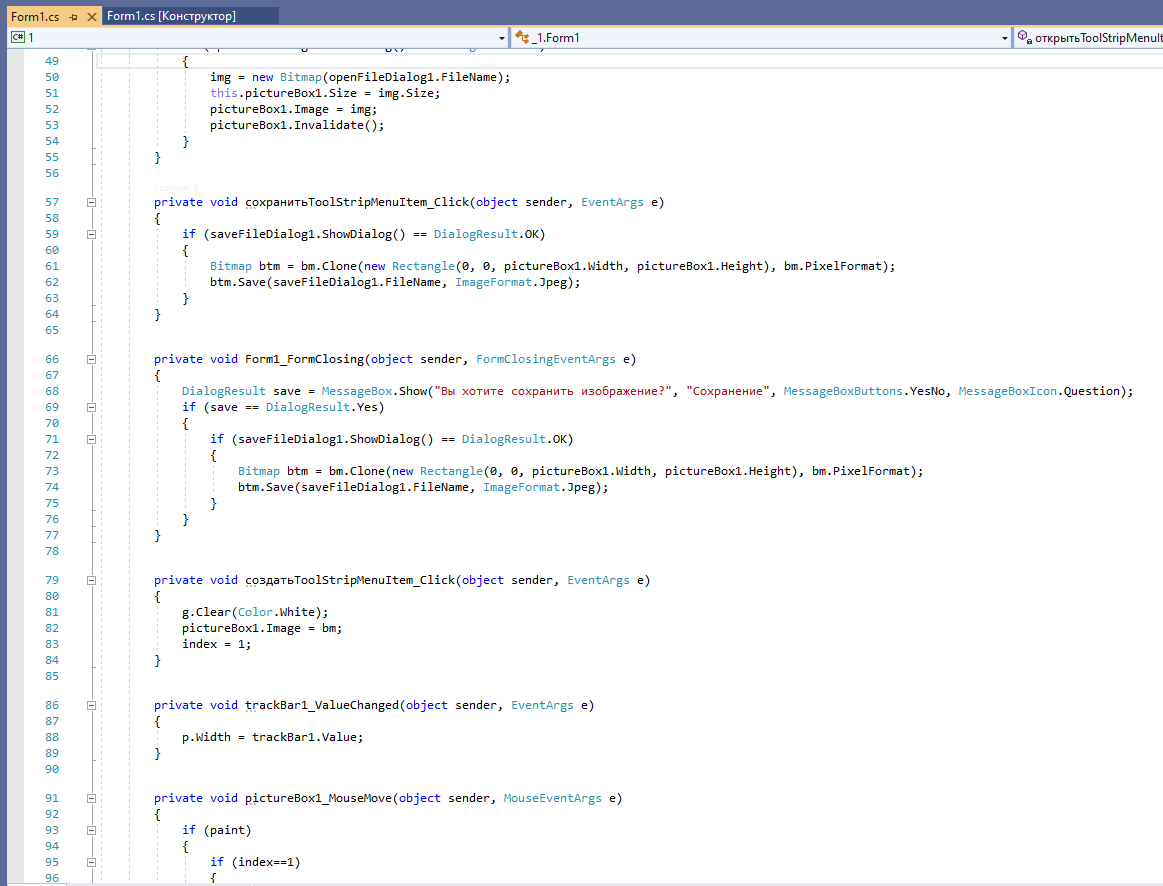 Form1.cs Form1.cs [Конструктор]
C# 1 _1.Form1 открытьToolStripMenuIt
49 {
50 img = new Bitmap(openFileDialog1.FileName);
51 this.pictureBox1.Size = img.Size;
52 pictureBox1.Image = img;
53 pictureBox1.Invalidate();
54 }
55 }
56
ссылка: 1
57 private void сохранитьToolStripMenuItem_Click(object sender, EventArgs e)
58 {
59 if (saveFileDialog1.ShowDialog() == DialogResult.OK)
60 {
61 Bitmap btm = bm.Clone(new Rectangle(0, 0, pictureBox1.Width, pictureBox1.Height), bm.PixelFormat);
62 btm.Save(saveFileDialog1.FileName, ImageFormat.Jpeg);
63 }
64 }
65
66 private void Form1_FormClosing(object sender, FormClosingEventArgs e)
67 {
68 DialogResult save = MessageBox.Show("Вы хотите сохранить изображение?", "Сохранение", MessageBoxButtons.YesNo, MessageBoxIcon.Question);
69 if (save == DialogResult.Yes)
70 {
71 if (saveFileDialog1.ShowDialog() == DialogResult.OK)
72 {
73 Bitmap btm = bm.Clone(new Rectangle(0, 0, pictureBox1.Width, pictureBox1.Height), bm.PixelFormat);
74 btm.Save(saveFileDialog1.FileName, ImageFormat.Jpeg);
75 }
76 }
77 }
78
79 private void создатьToolStripMenuItem_Click(object sender, EventArgs e)
80 {
81 g.Clear(Color.White);
82 pictureBox1.Image = bm;
83 index = 1;
84 }
85
86 private void trackBar1_ValueChanged(object sender, EventArgs e)
87 {
88 p.Width = trackBar1.Value;
89 }
90
91 private void pictureBox1_MouseMove(object sender, MouseEventArgs e)
92 {
93 if (paint)
94 {
95 if (index==1)
96 {